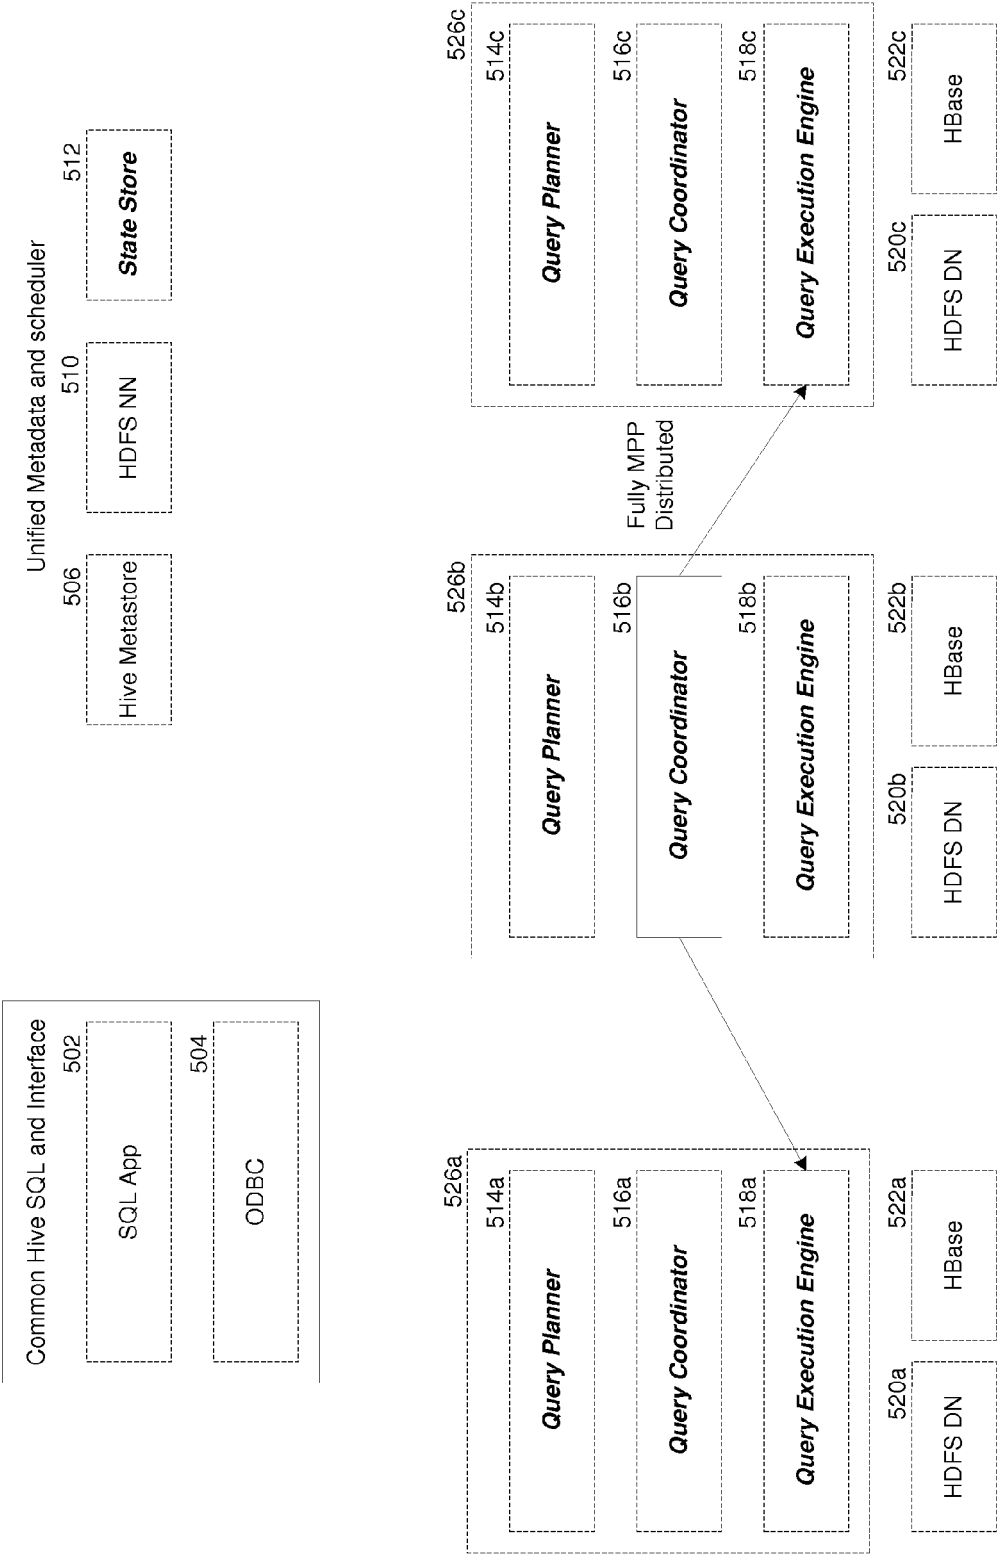 Common Hive SQL and Interface
502
SQL App
504
ODBC
Unified Metadata and scheduler
506
Hive Metastore
510
HDFS NN
512
State Store
526a
514a
Query Planner
516a
Query Coordinator
518a
Query Execution Engine
520a
HDFS DN
522a
HBase
526b
514b
Query Planner
516b
Query Coordinator
518b
Query Execution Engine
520b
HDFS DN
522b
HBase
Fully MPP
Distributed
526c
514c
Query Planner
516c
Query Coordinator
518c
Query Execution Engine
520c
HDFS DN
522c
HBase